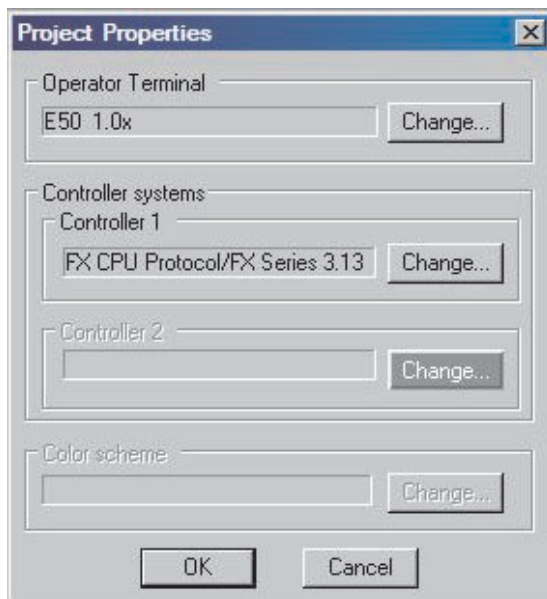 Project Properties
Operator Terminal
E50 1.0x
Change...
Controller systems
Controller 1
FX CPU Protocol/FX Series 3.13
Change...
Controller 2
Change...
Color scheme
Change...
OK
Cancel